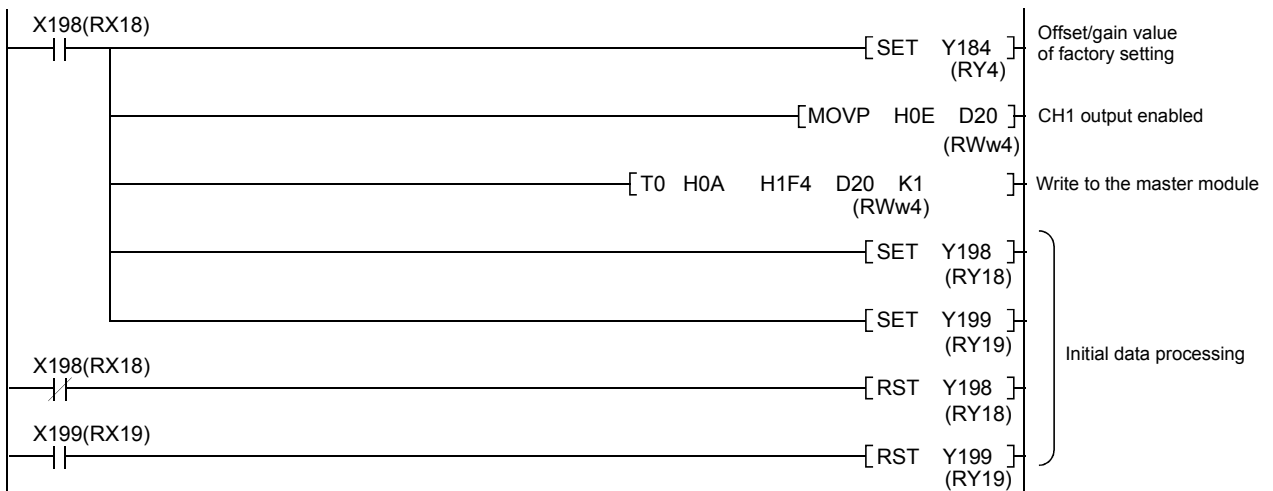 X198(RX18)
[ SET Y184 ] Offset/gain value
(RY4) of factory setting
[ MOVP H0E D20 ] CH1 output enabled
(RWw4)
[ T0 H0A H1F4 D20 K1 ] Write to the master module
(RWw4)
[ SET Y198 ]
(RY18)
[ SET Y199 ]
(RY19)
Initial data processing
X198(RX18)
[ RST Y198 ]
(RY18)
X199(RX19)
[ RST Y199 ]
(RY19)